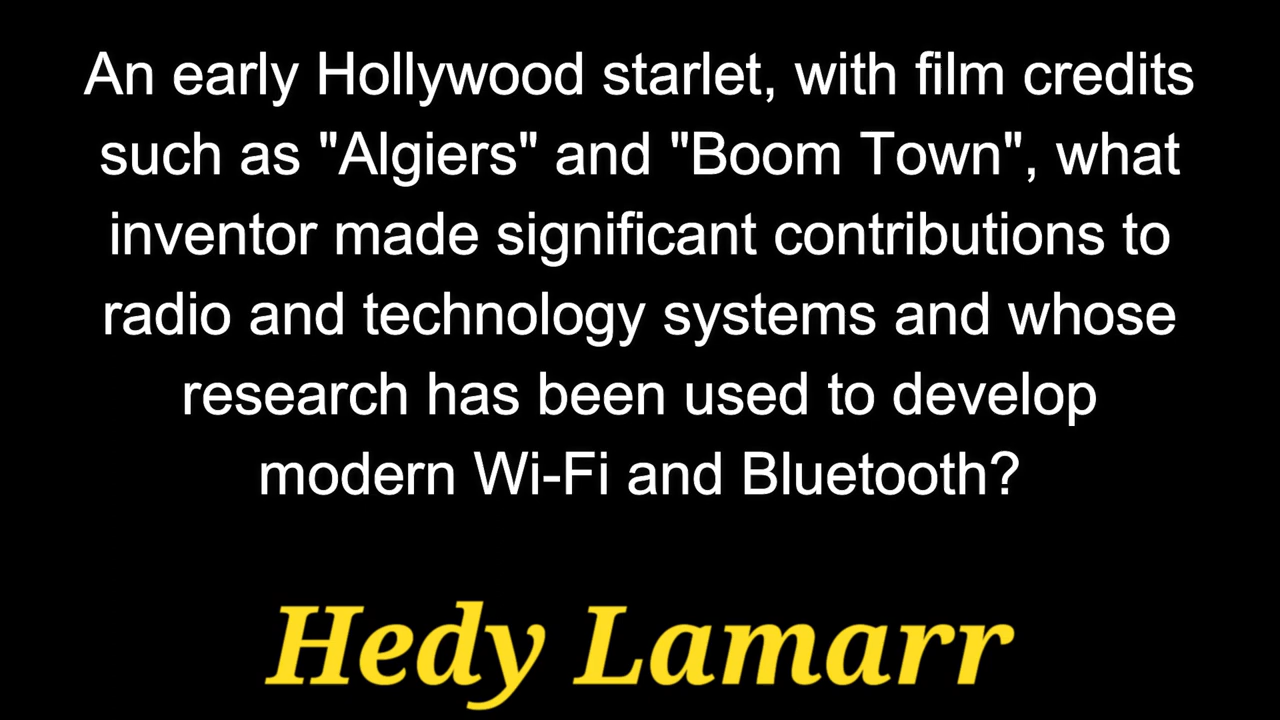 An early Hollywood starlet, with film credits
such as "Algiers" and "Boom Town", what
inventor made significant contributions to
radio and technology systems and whose
research has been used to develop
modern Wi-Fi and Bluetooth?
Hedy Lamarr